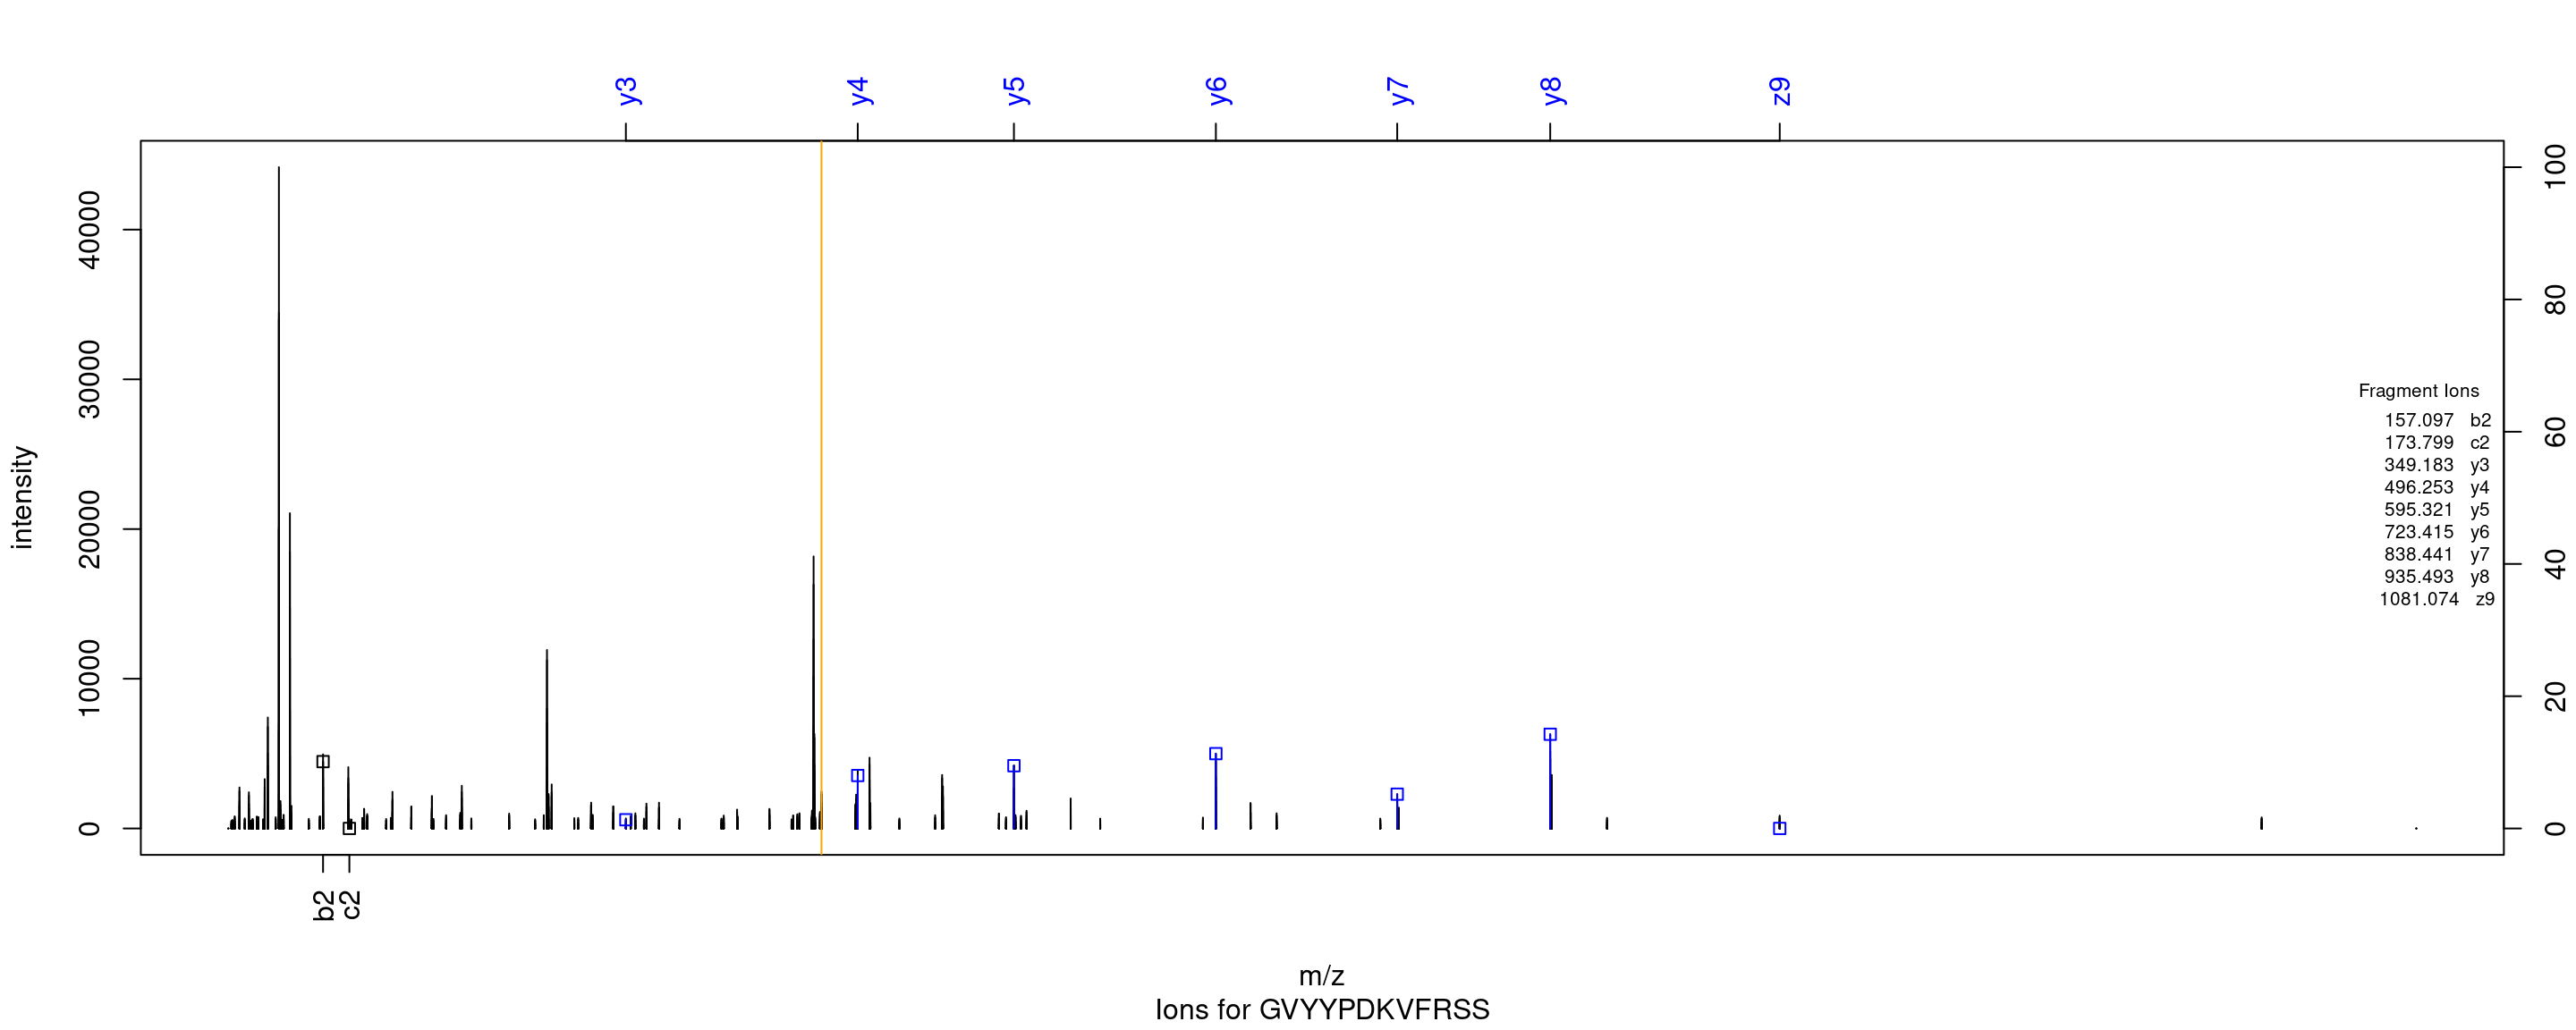 y3 y4 y5 y6 y7 y8 z9
intensity
0 10000 20000 30000 40000
0 20 40 60 80 100
Fragment Ions
157.097 b2
173.799 c2
349.183 y3
496.253 y4
595.321 y5
723.415 y6
838.441 y7
935.493 y8
1081.074 z9
b2 c2
m/z
Ions for GVYYPDKVFRSS